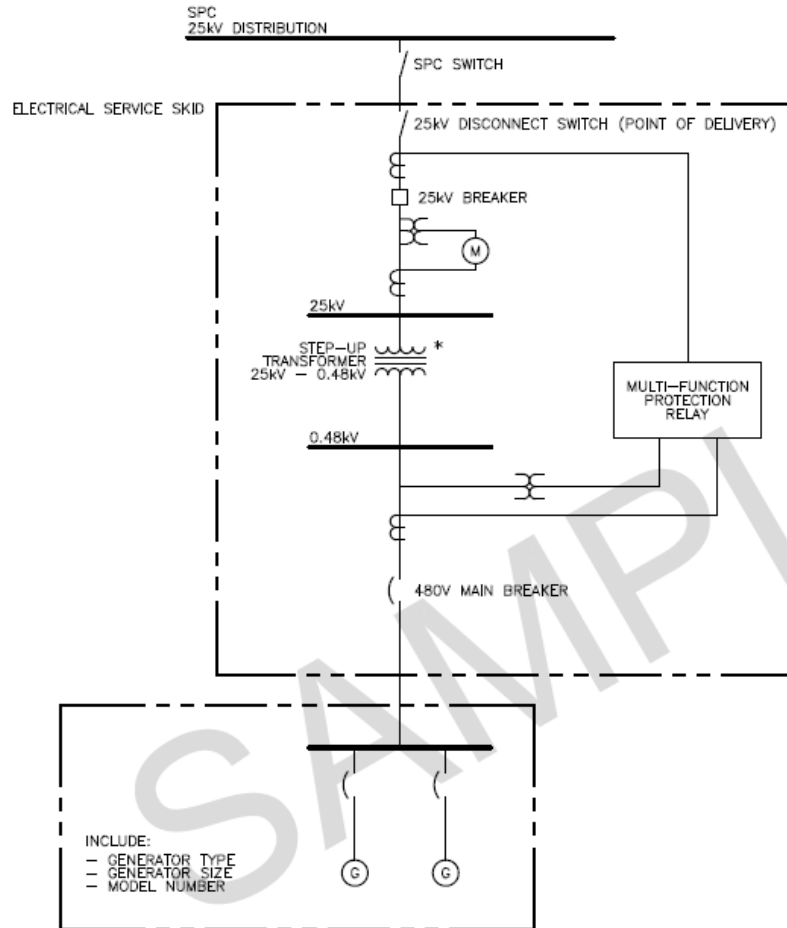 SPC
25kV DISTRIBUTION
SPC SWITCH
ELECTRICAL SERVICE SKID
25kV DISCONNECT SWITCH (POINT OF DELIVERY)
25kV BREAKER
M
25kV
STEP-UP
TRANSFORMER
25kV - 0.48kV
*
MULTI-FUNCTION
PROTECTION
RELAY
0.48kV
480V MAIN BREAKER
INCLUDE:
- GENERATOR TYPE
- GENERATOR SIZE
- MODEL NUMBER
G
G
SAMPL